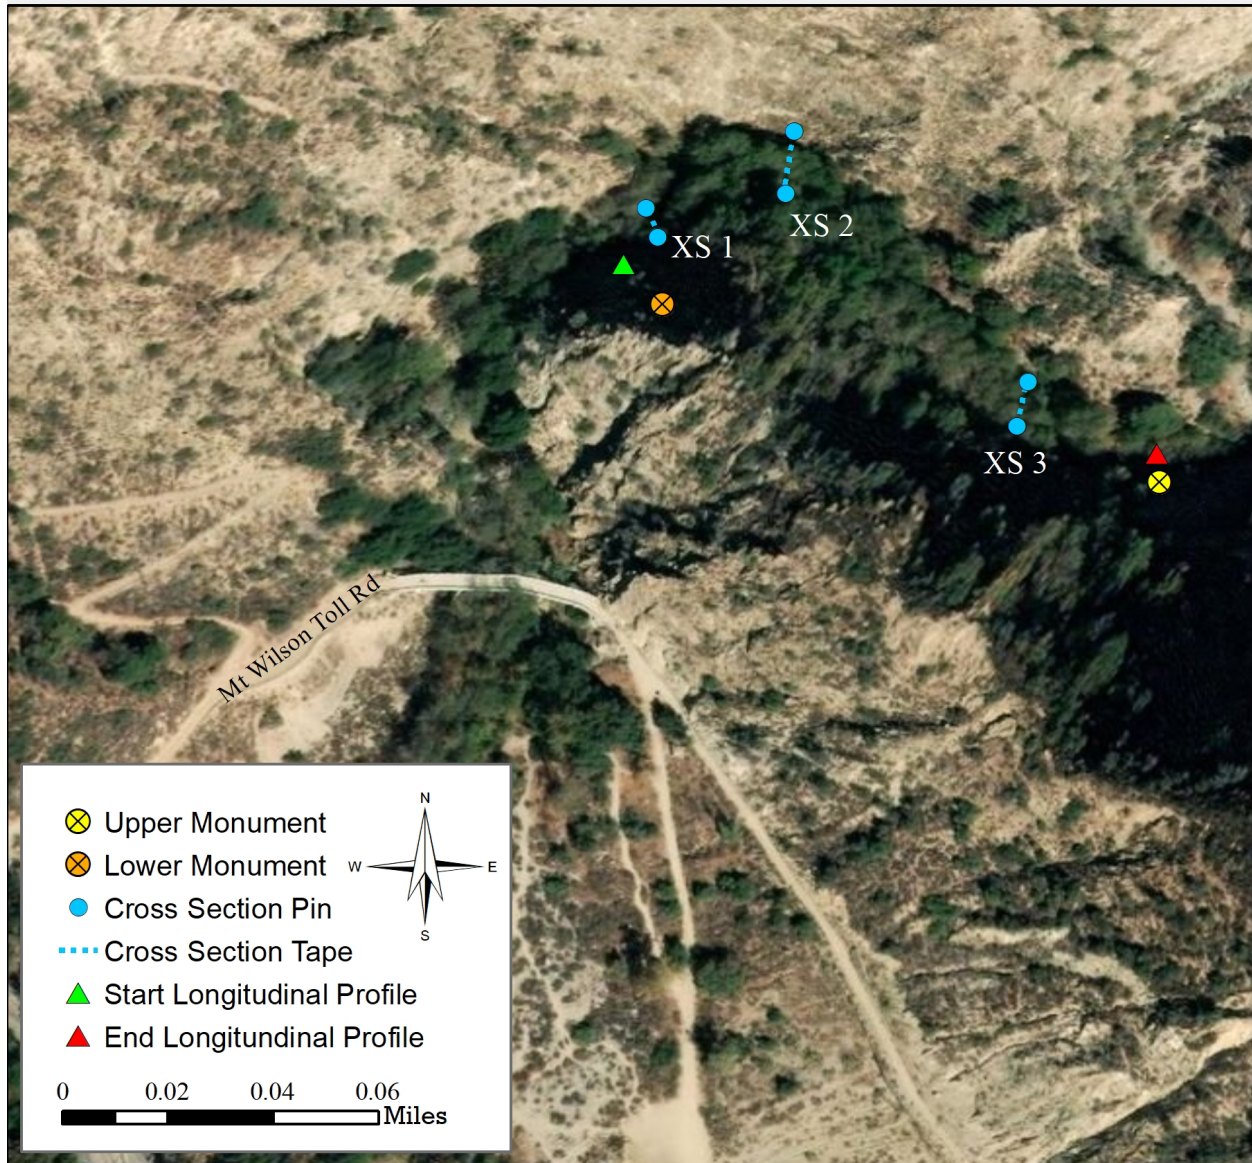 XS 2
XS 1
XS 3
Mt Wilson Toll Rd
Upper Monument
Lower Monument
Cross Section Pin
Cross Section Tape
Start Longitudinal Profile
End Longitundinal Profile
N
W
E
S
0 0.02 0.04 0.06
Miles